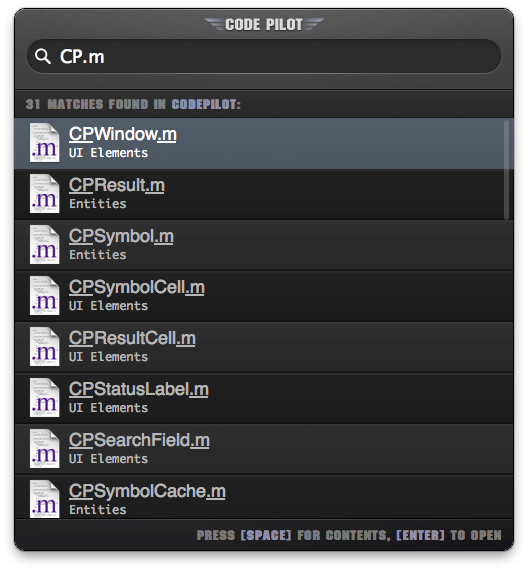 CODE PILOT
CP.m
31 MATCHES FOUND IN CODEPILOT:
.m
CPWindow.m
UI Elements
.m
CPResult.m
Entities
.m
CPSymbol.m
Entities
.m
CPSymbolCell.m
UI Elements
.m
CPResultCell.m
UI Elements
.m
CPStatusLabel.m
UI Elements
.m
CPSearchField.m
UI Elements
.m
CPSymbolCache.m
Entities
PRESS [SPACE] FOR CONTENTS, [ENTER] TO OPEN